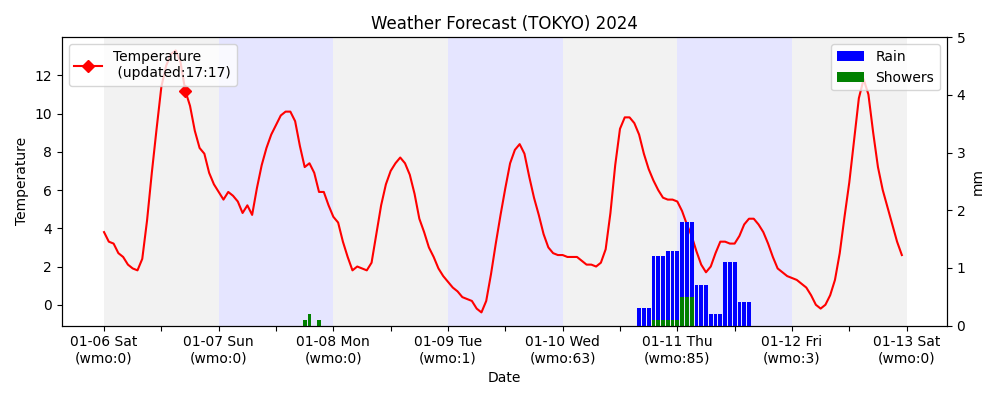 Weather Forecast (TOKYO) 2024
Temperature
(updated:17:17)
Rain
Showers
Temperature
12
10
8
6
4
2
0
5
4
3
2
1
0
mm
01-06 Sat
(wmo:0)
01-07 Sun
(wmo:0)
01-08 Mon
(wmo:0)
01-09 Tue
(wmo:1)
01-10 Wed
(wmo:63)
01-11 Thu
(wmo:85)
01-12 Fri
(wmo:3)
01-13 Sat
(wmo:0)
Date